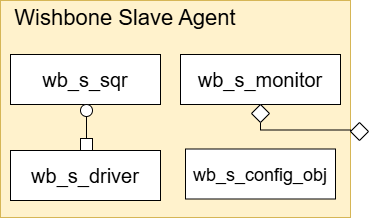 Wishbone Slave Agent
wb_s_sqr
wb_s_monitor
wb_s_driver
wb_s_config_obj